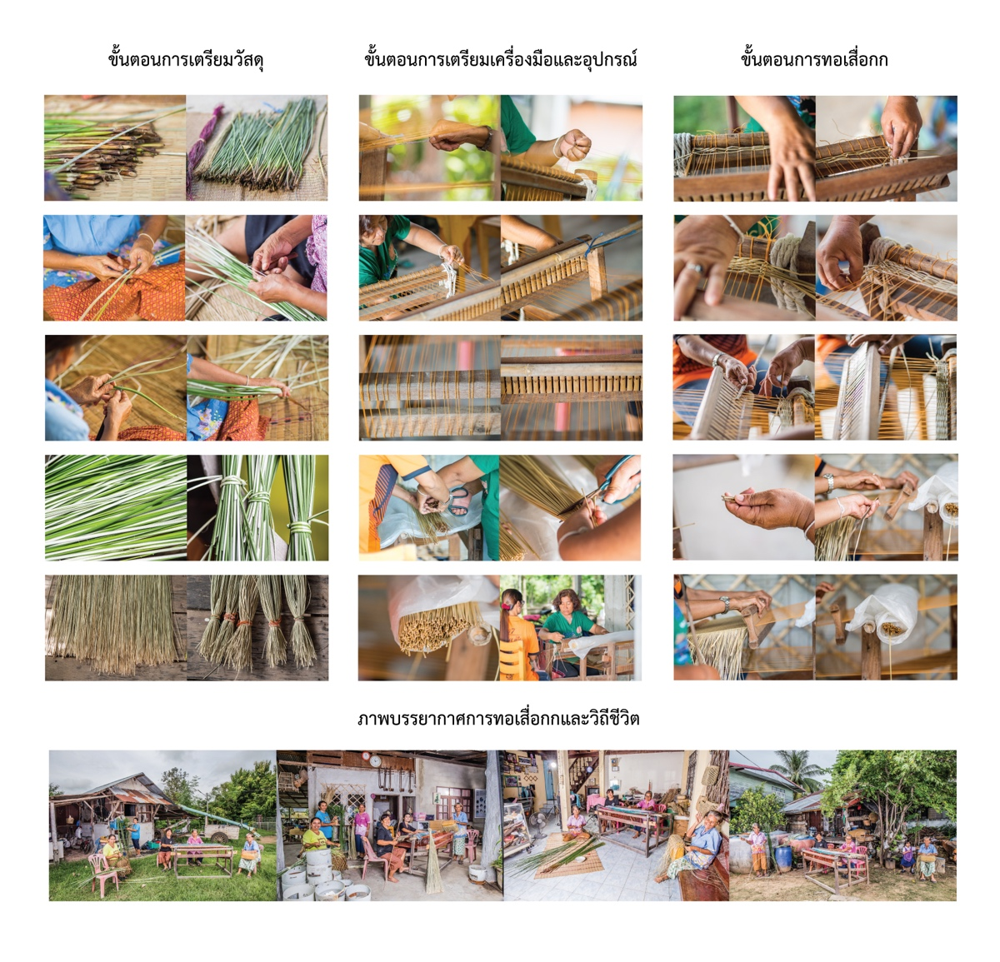 ขั้นตอนการเตรียมวัสดุ
ขั้นตอนการเตรียมเครื่องมือและอุปกรณ์
ขั้นตอนการทอเสื่อกก
ภาพบรรยากาศการทอเสื่อกกและวิถีชีวิต